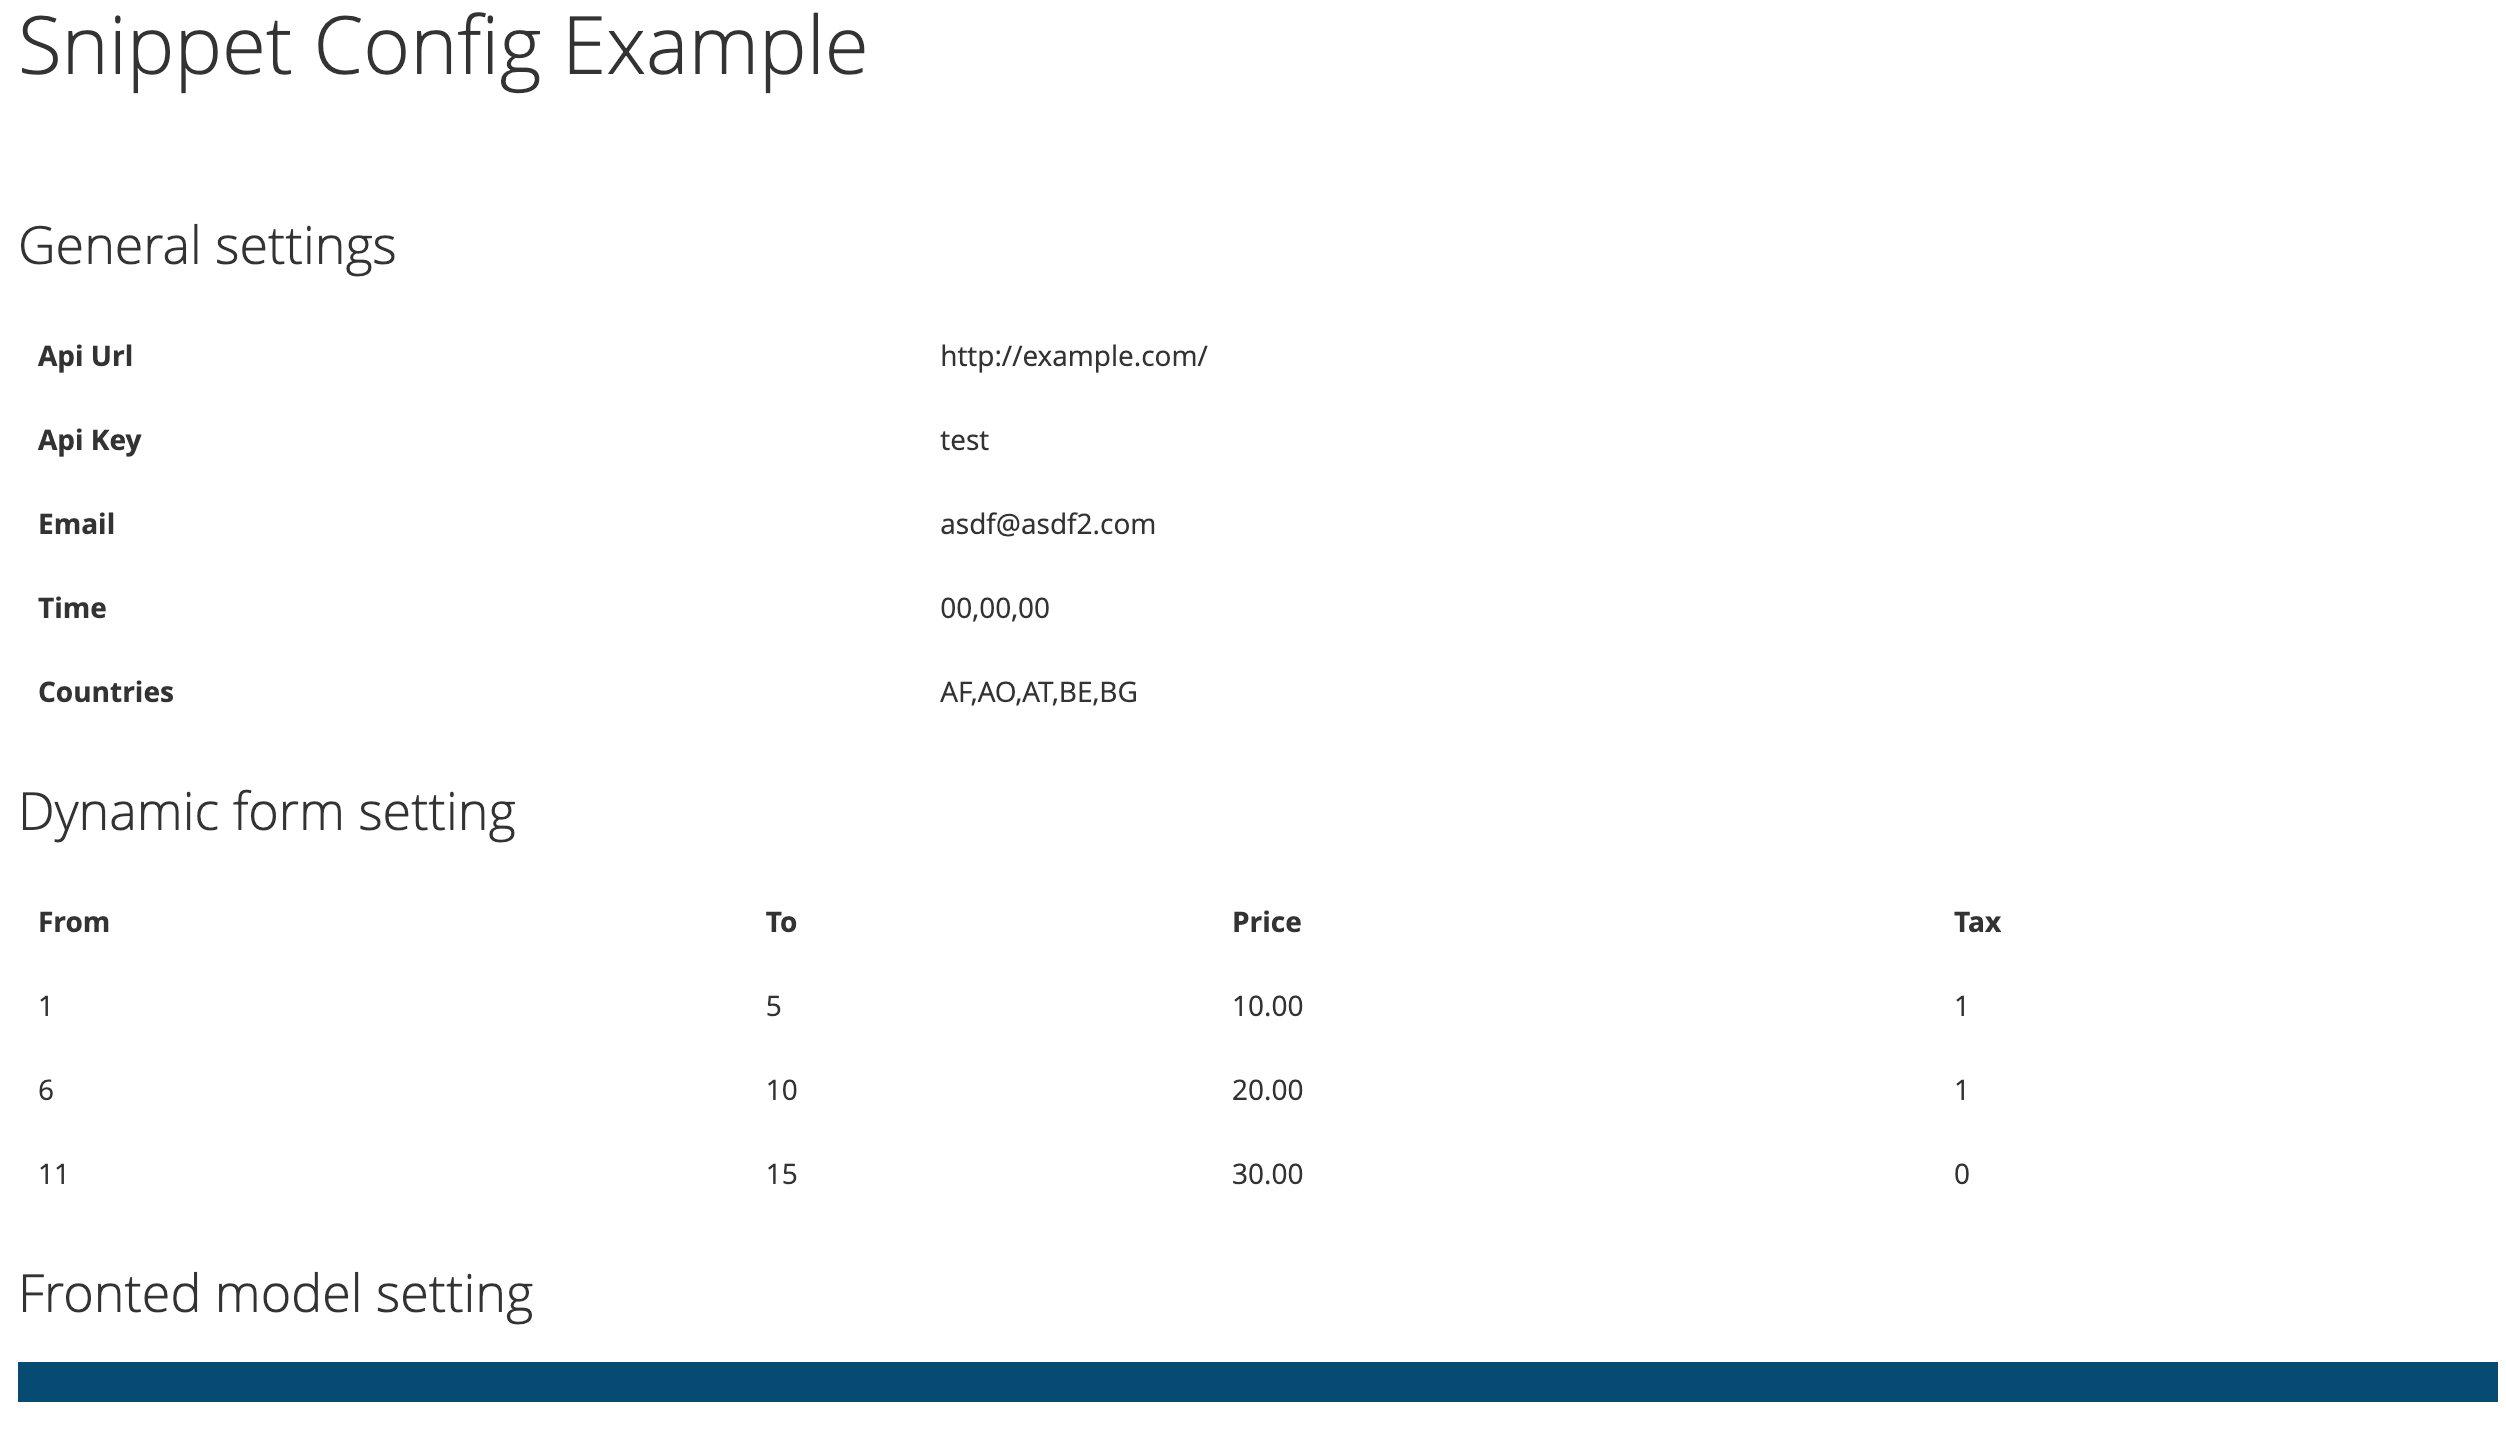 Snippet Config Example
General settings
Api Url http://example.com/
Api Key test
Email asdf@asdf2.com
Time 00,00,00
Countries AF,AO,AT,BE,BG
Dynamic form setting
From To Price Tax
1 5 10.00 1
6 10 20.00 1
11 15 30.00 0
Fronted model setting